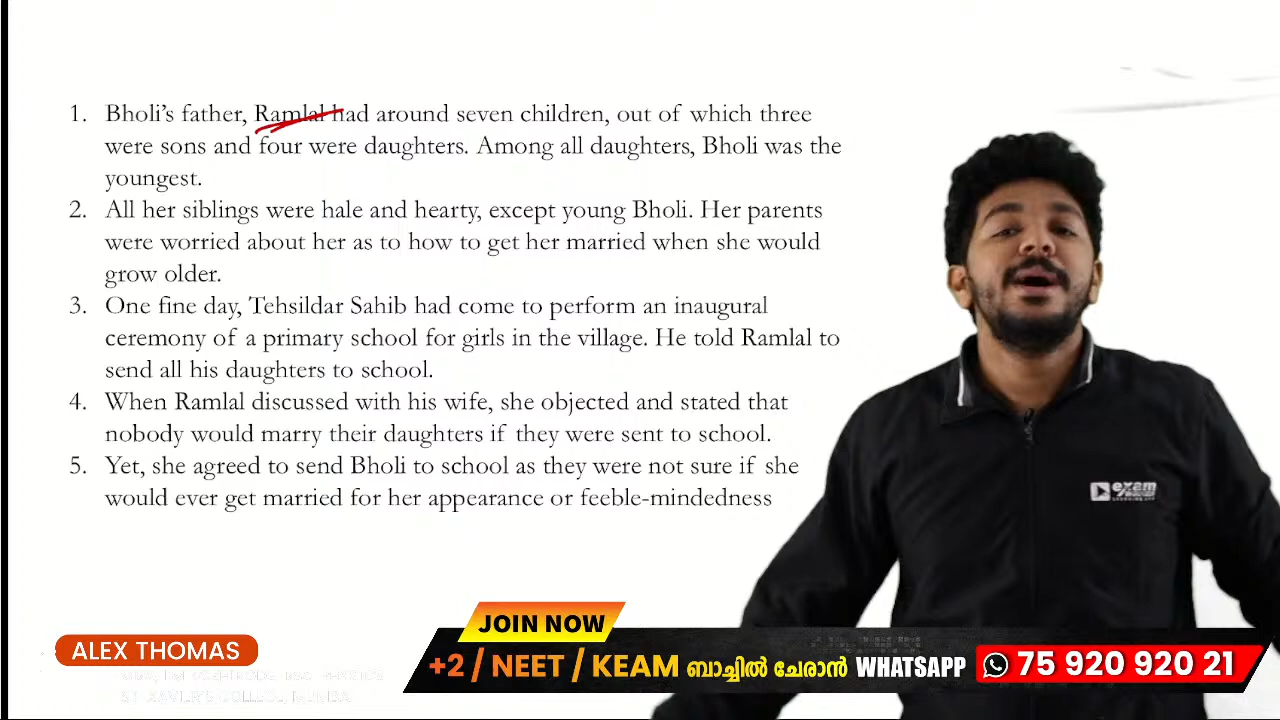 1. Bholi’s father, Ramlal had around seven children, out of which three
were sons and four were daughters. Among all daughters, Bholi was the
youngest.
2. All her siblings were hale and hearty, except young Bholi. Her parents
were worried about her as to how to get her married when she would
grow older.
3. One fine day, Tehsildar Sahib had come to perform an inaugural
ceremony of a primary school for girls in the village. He told Ramlal to
send all his daughters to school.
4. When Ramlal discussed with his wife, she objected and stated that
nobody would marry their daughters if they were sent to school.
5. Yet, she agreed to send Bholi to school as they were not sure if she
would ever get married for her appearance or feeble-mindedness
exam
JOIN NOW
ALEX THOMAS
+2 / NEET / KEAM ബാച്ചിൽ ചേരാൻ WHATSAPP 75 920 920 21